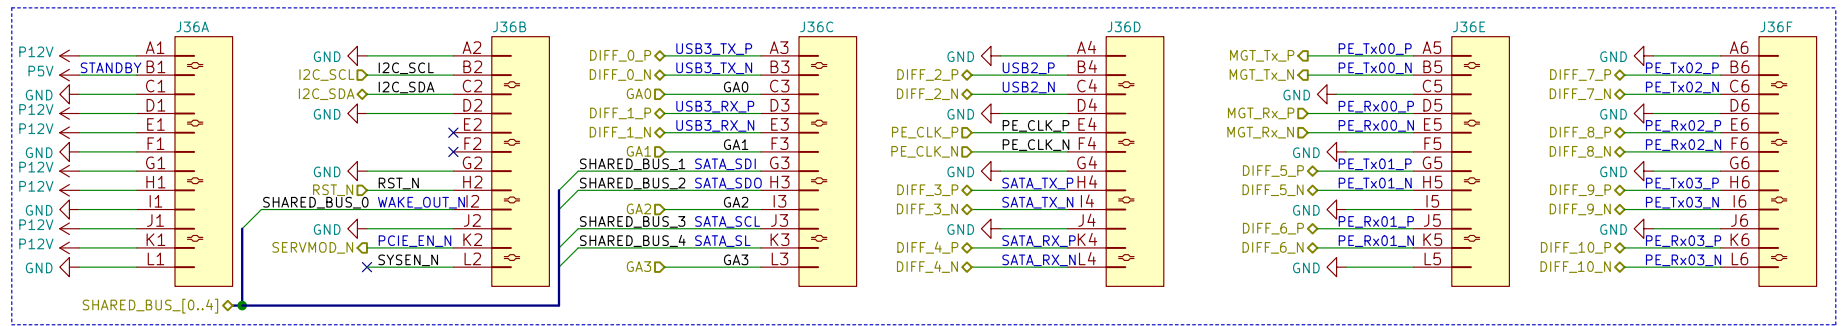 J36A
P12V A1
P5V STANDBY B1
GND C1
P12V D1
P12V E1
GND F1
P12V G1
P12V H1
GND I1
P12V J1
P12V K1
GND L1
SHARED_BUS_[0..4]
J36B
GND A2
I2C_SCL I2C_SCL B2
I2C_SDA I2C_SDA C2
GND D2
E2
F2
GND G2
RST_N RST_N H2
SHARED_BUS_0 WAKE_OUT_N I2
GND J2
SERVMOD_N PCIE_EN_N K2
SYSEN_N L2
J36C
DIFF_0_P USB3_TX_P A3
DIFF_0_N USB3_TX_N B3
GA0 GA0 C3
DIFF_1_P USB3_RX_P D3
DIFF_1_N USB3_RX_N E3
GA1 GA1 F3
SHARED_BUS_1 SATA_SDI G3
SHARED_BUS_2 SATA_SDO H3
GA2 GA2 I3
SHARED_BUS_3 SATA_SCL J3
SHARED_BUS_4 SATA_SL K3
GA3 GA3 L3
J36D
GND A4
DIFF_2_P USB2_P B4
DIFF_2_N USB2_N C4
GND D4
PE_CLK_P PE_CLK_P E4
PE_CLK_N PE_CLK_N F4
GND G4
DIFF_3_P SATA_TX_P H4
DIFF_3_N SATA_TX_N I4
GND J4
DIFF_4_P SATA_RX_P K4
DIFF_4_N SATA_RX_N L4
J36E
MGT_Tx_P PE_Tx00_P A5
MGT_Tx_N PE_Tx00_N B5
GND C5
MGT_Rx_P PE_Rx00_P D5
MGT_Rx_N PE_Rx00_N E5
GND F5
DIFF_5_P PE_Tx01_P G5
DIFF_5_N PE_Tx01_N H5
GND I5
DIFF_6_P PE_Rx01_P J5
DIFF_6_N PE_Rx01_N K5
GND L5
J36F
GND A6
DIFF_7_P PE_Tx02_P B6
DIFF_7_N PE_Tx02_N C6
GND D6
DIFF_8_P PE_Rx02_P E6
DIFF_8_N PE_Rx02_N F6
GND G6
DIFF_9_P PE_Tx03_P H6
DIFF_9_N PE_Tx03_N I6
GND J6
DIFF_10_P PE_Rx03_P K6
DIFF_10_N PE_Rx03_N L6